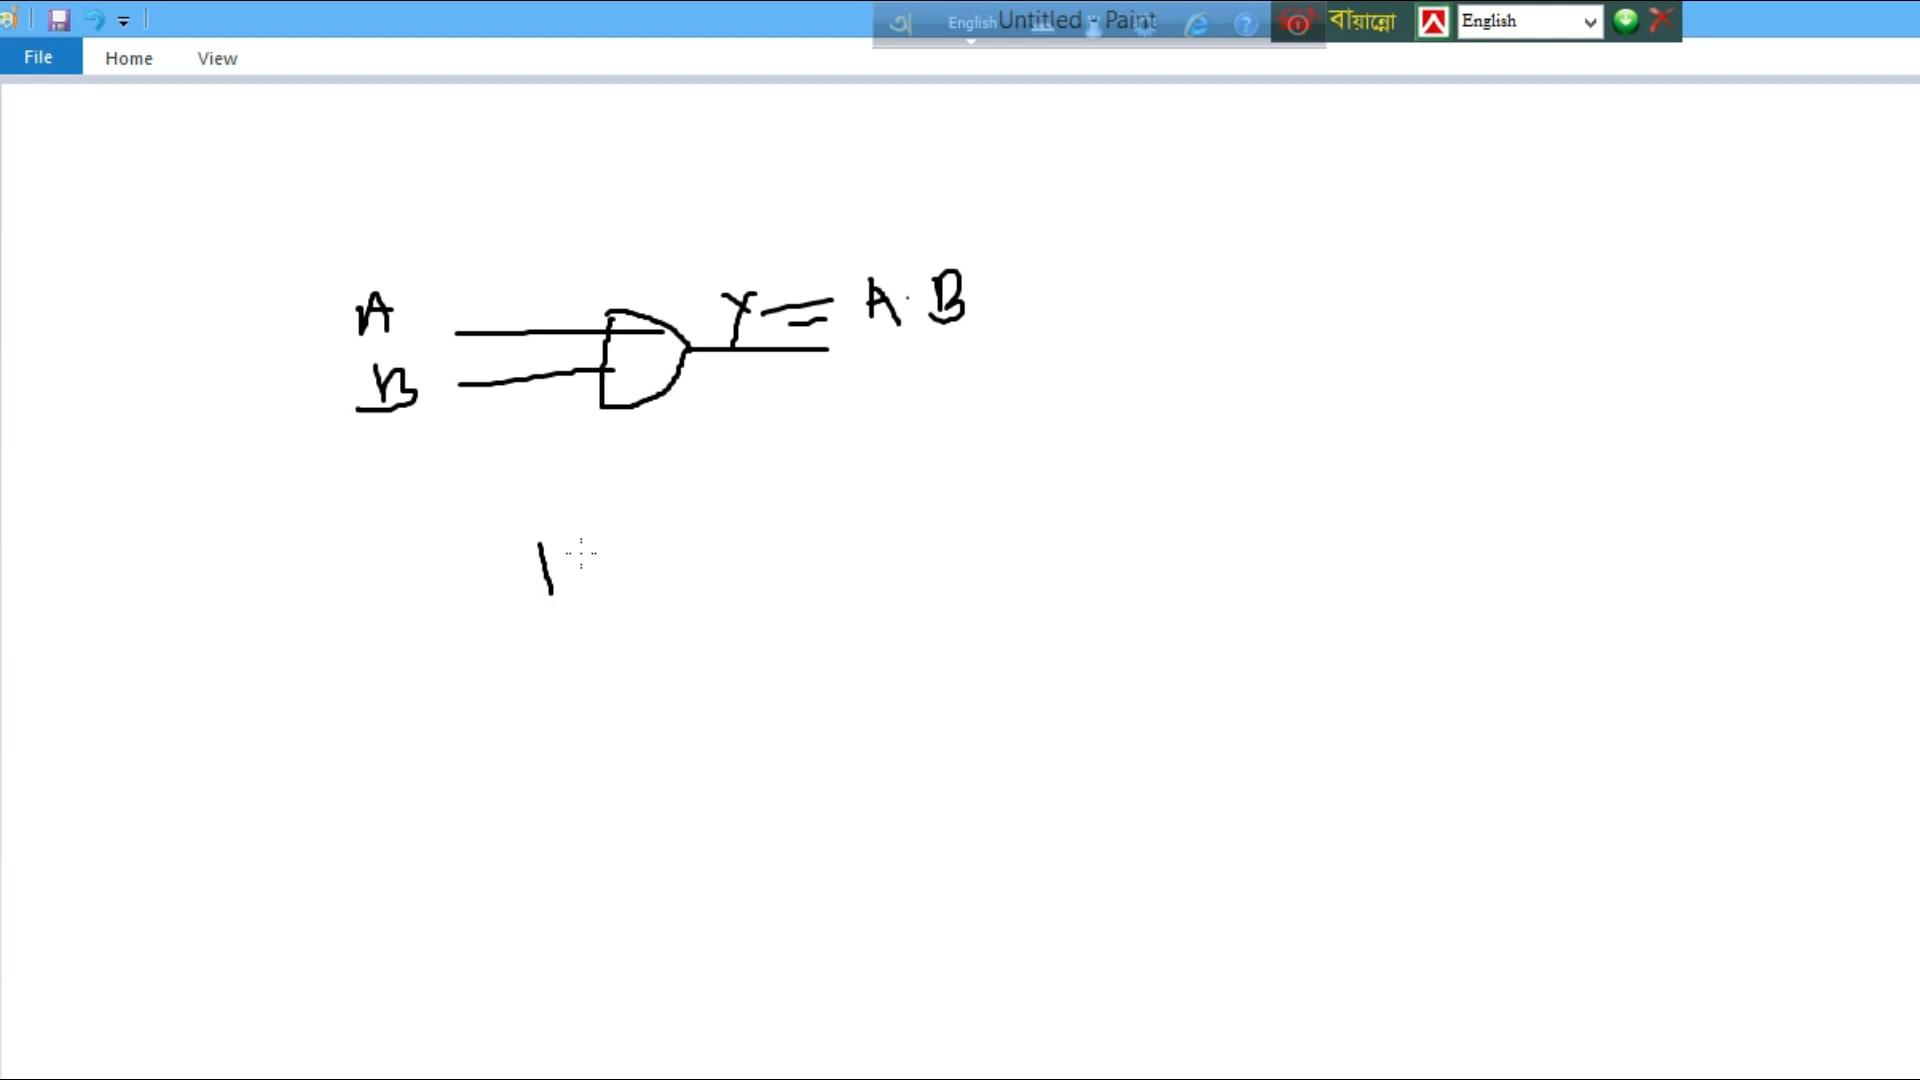 English Untitled - Paint বায়ান্নো English
File Home View
A Y = A . B
B